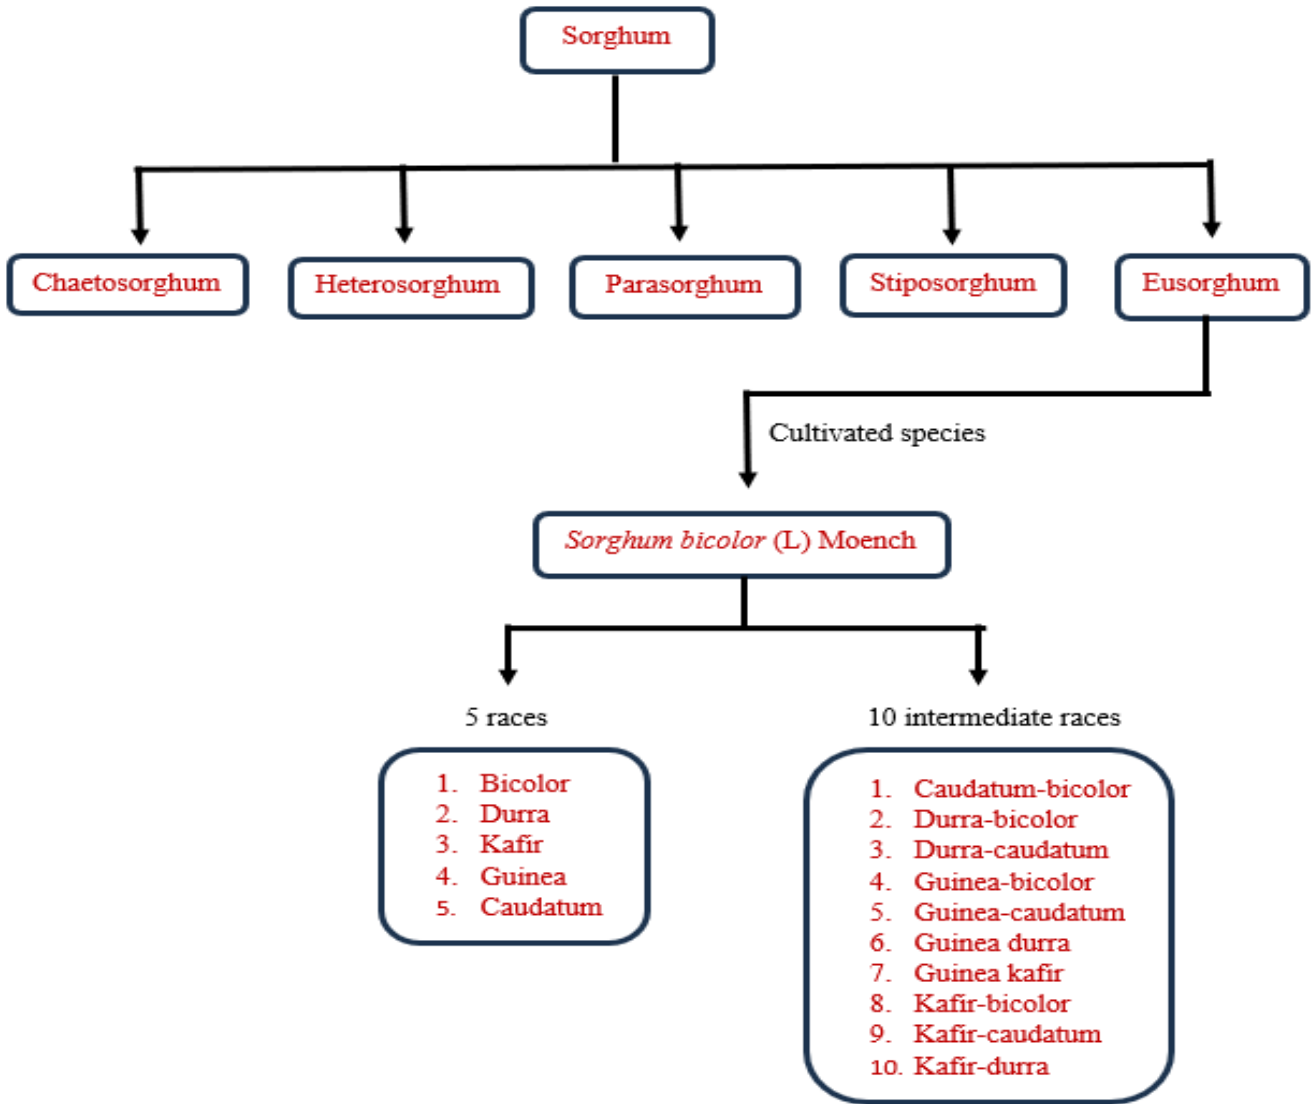 Sorghum
Chaetosorghum
Heterosorghum
Parasorghum
Stiposorghum
Eusorghum
Cultivated species
Sorghum bicolor (L) Moench
5 races
1. Bicolor
2. Durra
3. Kafir
4. Guinea
5. Caudatum
10 intermediate races
1. Caudatum-bicolor
2. Durra-bicolor
3. Durra-caudatum
4. Guinea-bicolor
5. Guinea-caudatum
6. Guinea durra
7. Guinea kafir
8. Kafir-bicolor
9. Kafir-caudatum
10. Kafir-durra